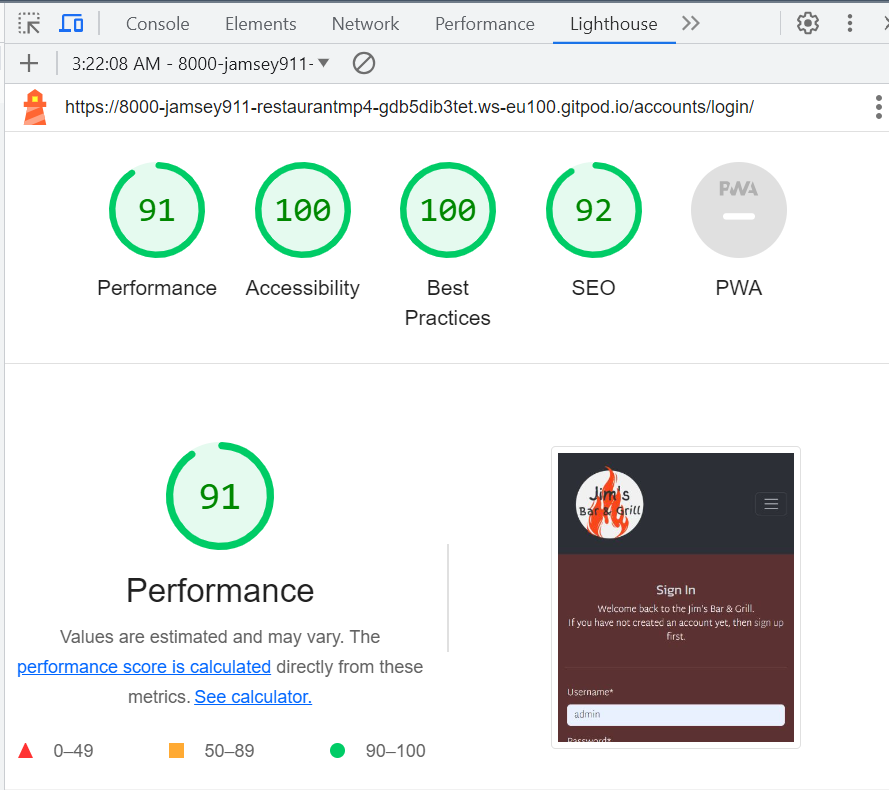 Console Elements Network Performance Lighthouse
3:22:08 AM - 8000-jamsey911-
https://8000-jamsey911-restaurantmp4-gdb5dib3tet.ws-eu100.gitpod.io/accounts/login/
91 100 100 92 PWA
Performance Accessibility Best Practices SEO PWA
91
Performance
Values are estimated and may vary. The
performance score is calculated directly from these
metrics. See calculator.
0–49 50–89 90–100
Jim's
Bar & Grill
Sign In
Welcome back to the Jim's Bar & Grill.
If you have not created an account yet, then sign up
first.
Username*
admin
Password*